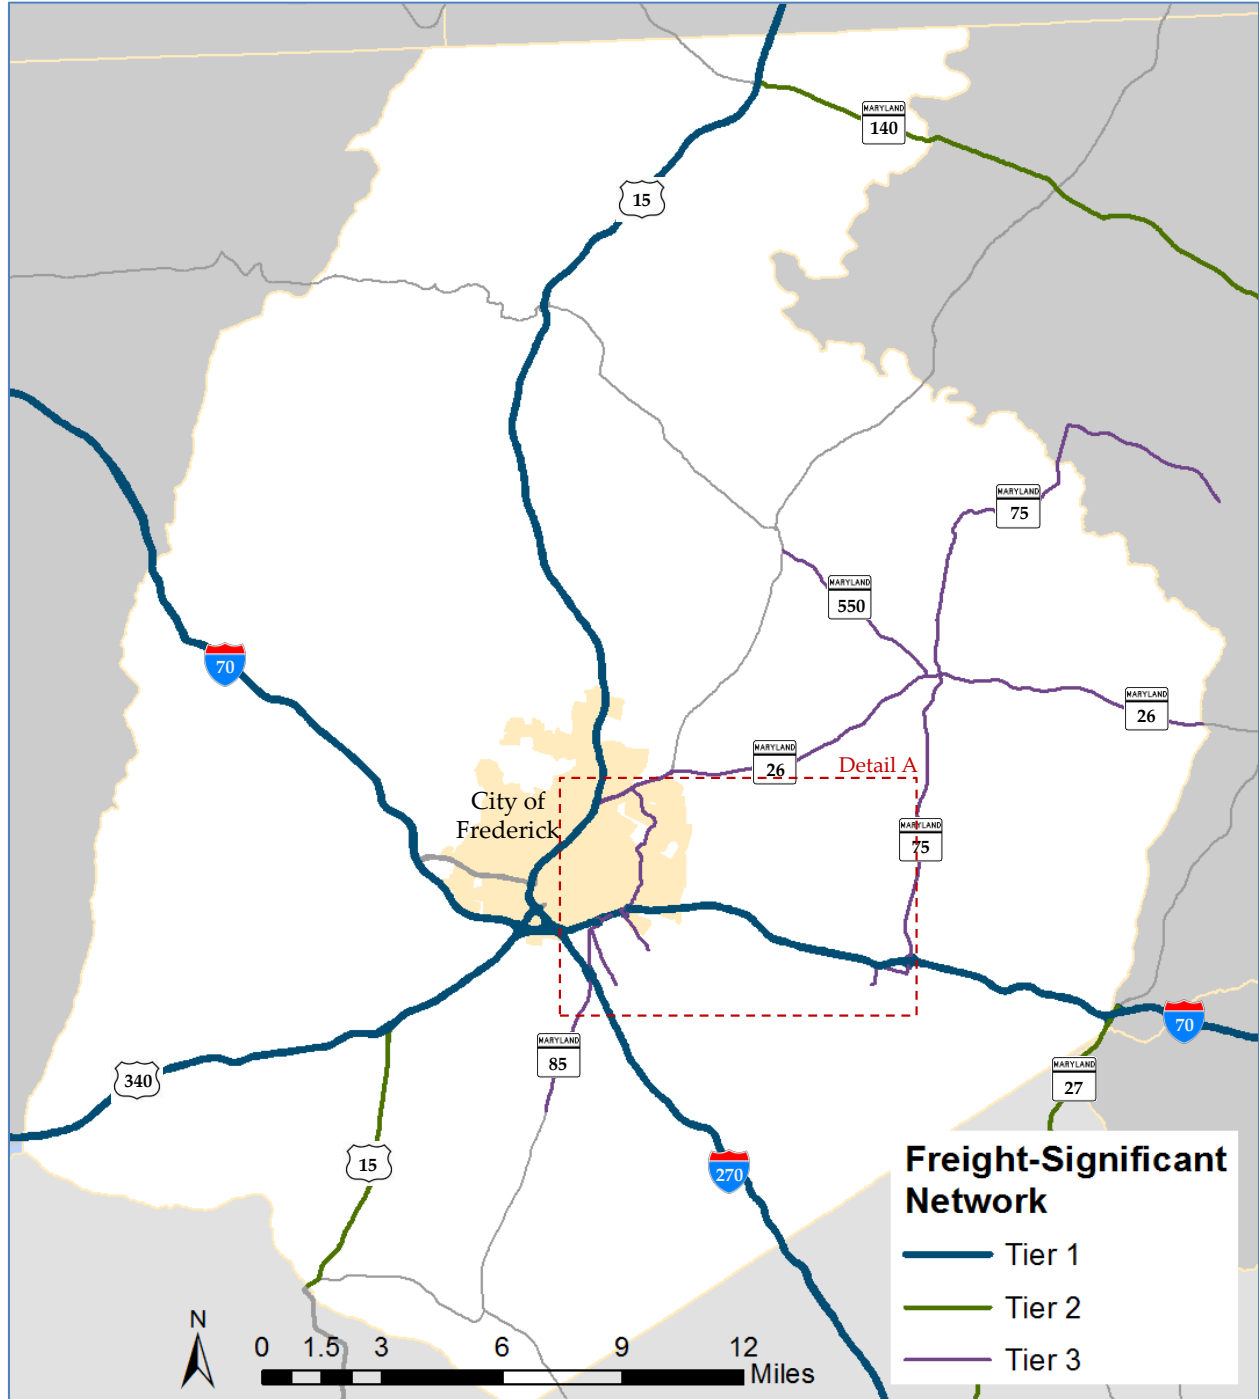 MARYLAND
140
15
MARYLAND
75
MARYLAND
550
70
MARYLAND
26
MARYLAND
26
Detail A
City of
Frederick
MARYLAND
75
70
MARYLAND
85
340
MARYLAND
27
15
270
Freight-Significant
Network
Tier 1
Tier 2
Tier 3
N
0 1.5 3 6 9 12
Miles